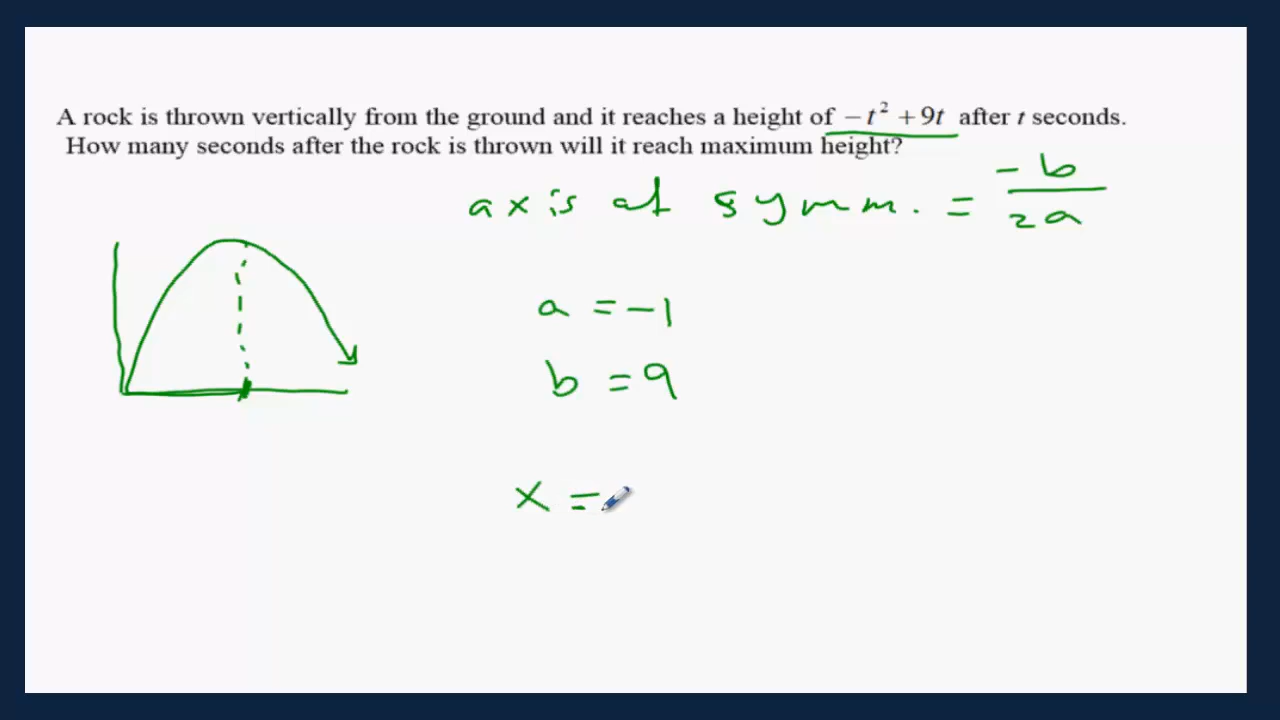 A rock is thrown vertically from the ground and it reaches a height of −t² + 9t after t seconds.
How many seconds after the rock is thrown will it reach maximum height?
axis at symm. = -b/2a
a = -1
b = 9
x =